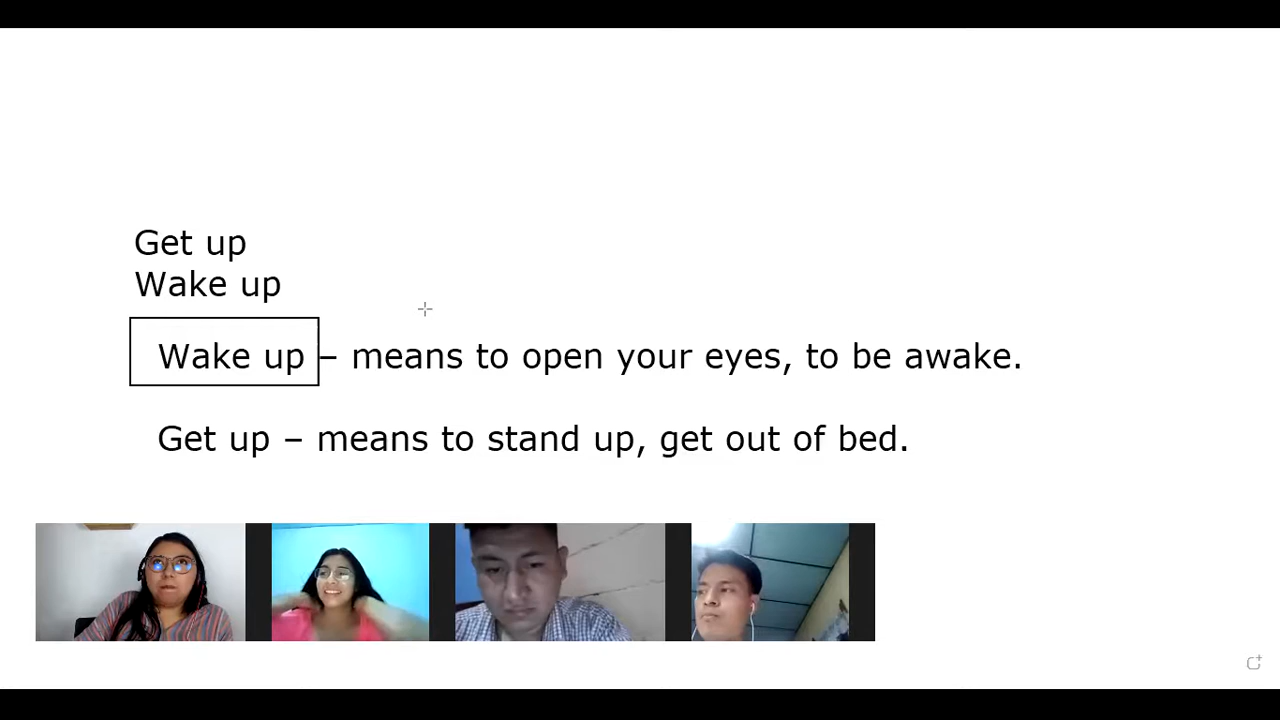 Get up
Wake up
Wake up – means to open your eyes, to be awake.
Get up – means to stand up, get out of bed.